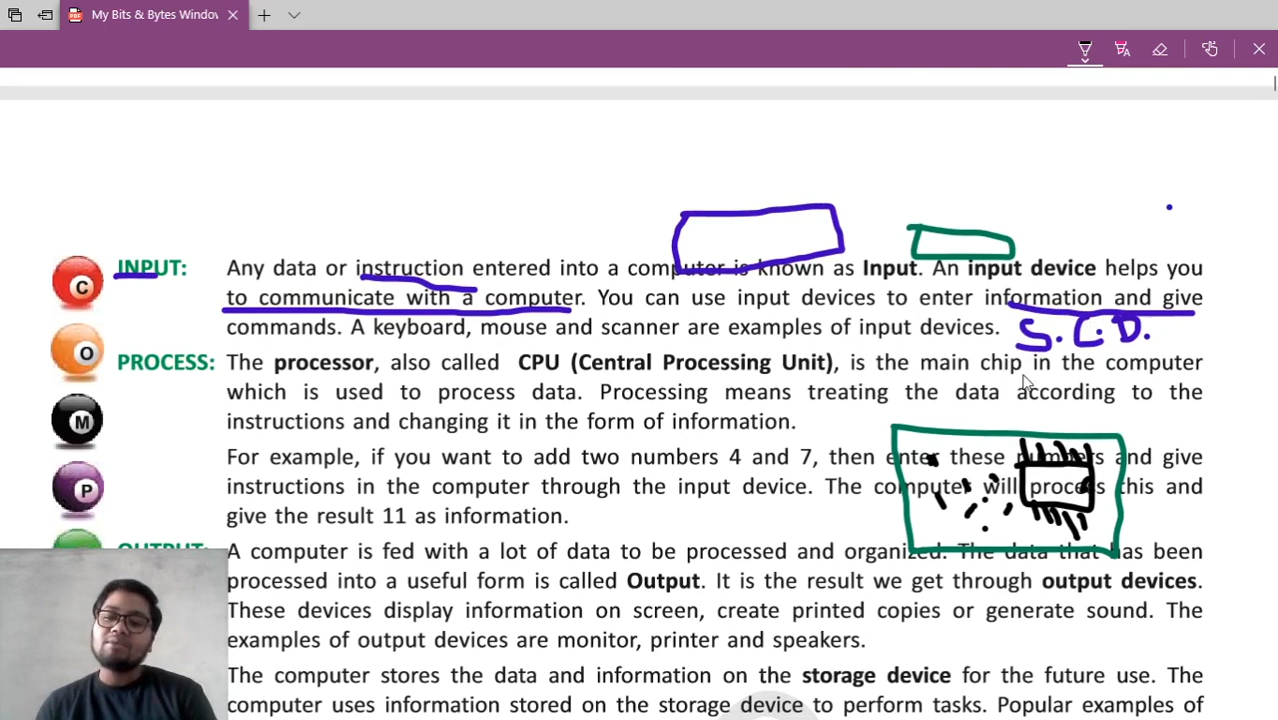 My Bits & Bytes Window
INPUT: Any data or instruction entered into a computer is known as Input. An input device helps you
to communicate with a computer. You can use input devices to enter information and give
commands. A keyboard, mouse and scanner are examples of input devices.
S.C.D.
PROCESS: The processor, also called CPU (Central Processing Unit), is the main chip in the computer
which is used to process data. Processing means treating the data according to the
instructions and changing it in the form of information.
For example, if you want to add two numbers 4 and 7, then enter these numbers and give
instructions in the computer through the input device. The computer will process this and
give the result 11 as information.
OUTPUT: A computer is fed with a lot of data to be processed and organized. The data that has been
processed into a useful form is called Output. It is the result we get through output devices.
These devices display information on screen, create printed copies or generate sound. The
examples of output devices are monitor, printer and speakers.
The computer stores the data and information on the storage device for the future use. The
computer uses information stored on the storage device to perform tasks. Popular examples of
C
O
M
P